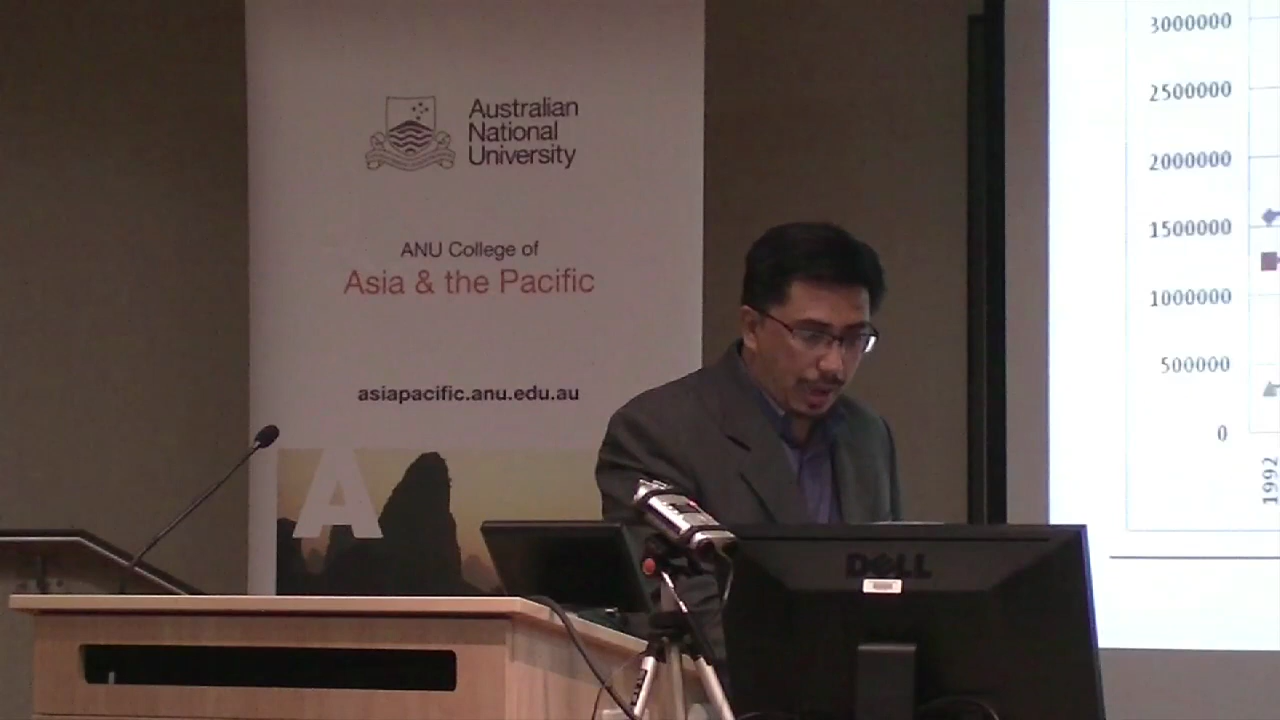 Australian
National
University
ANU College of
Asia & the Pacific
asiapacific.anu.edu.au
A
DELL
3000000
2500000
2000000
1500000
1000000
500000
0
1992